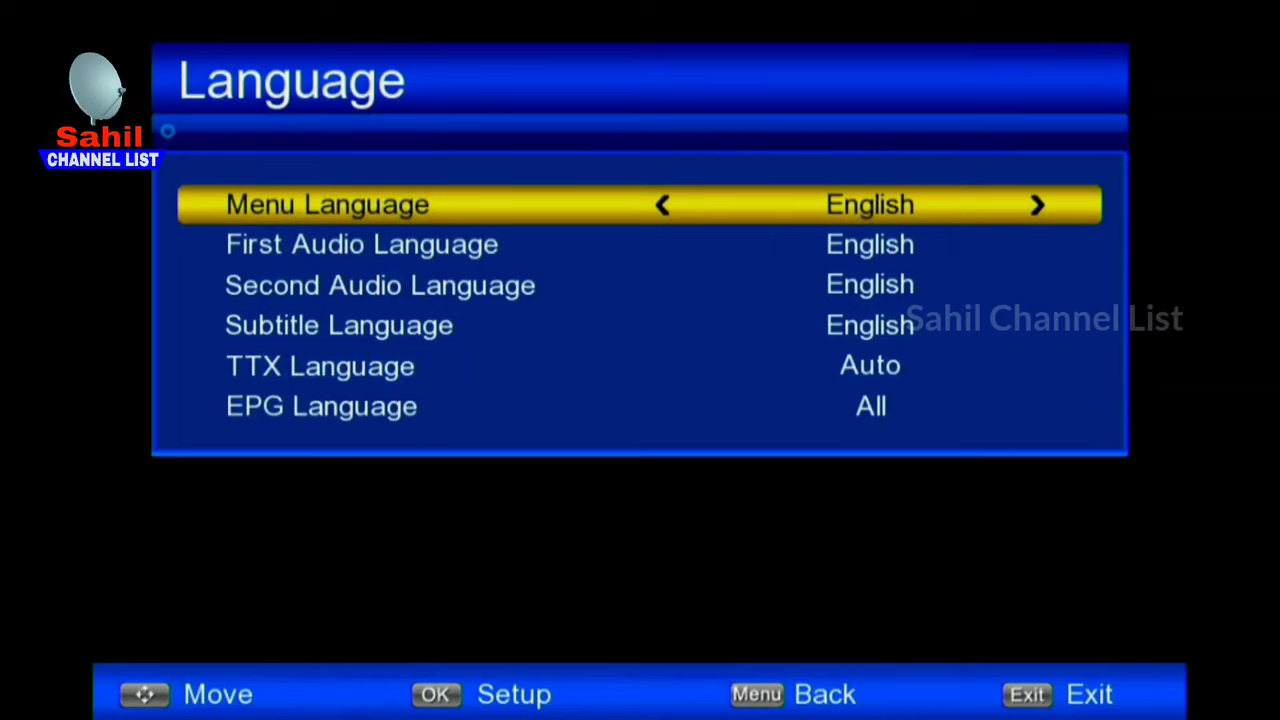 Language
Sahil
CHANNEL LIST
Menu Language English
First Audio Language English
Second Audio Language English
Subtitle Language English
Sahil Channel List
TTX Language Auto
EPG Language All
Move OK Setup Menu Back Exit Exit